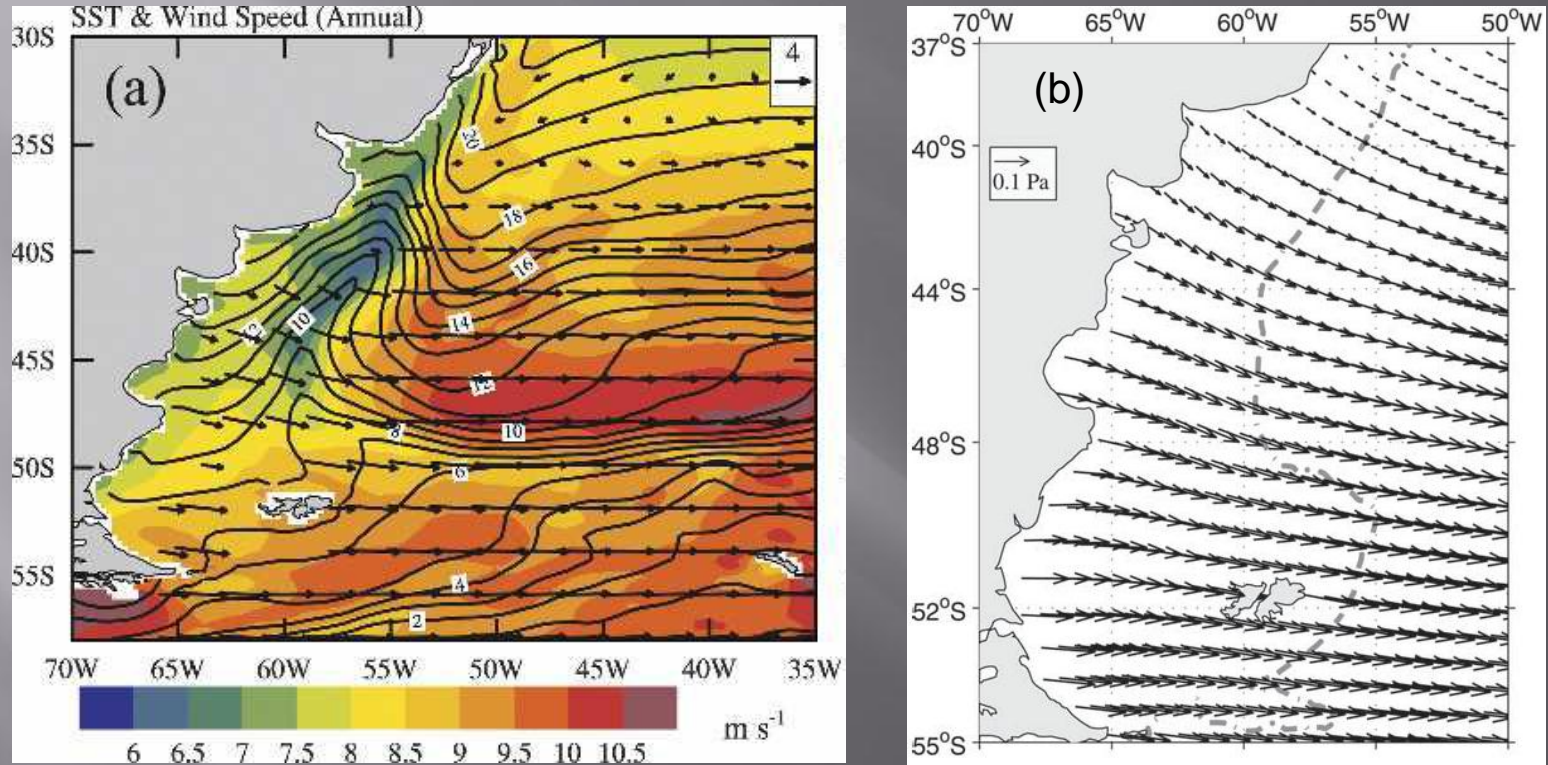 SST & Wind Speed (Annual)
30S
35S
40S
45S
50S
55S
(a)
4
20
18
16
14
12
10
12
10
8
6
4
2
70W 65W 60W 55W 50W 45W 40W 35W
6 6.5 7 7.5 8 8.5 9 9.5 10 10.5
m s⁻¹
70°W 65°W 60°W 55°W 50°W
37°S
(b)
40°S
0.1 Pa
44°S
48°S
52°S
55°S